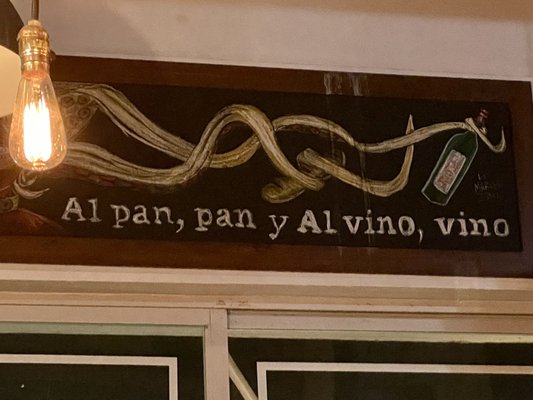 Al pan, pan y Al vino, vino